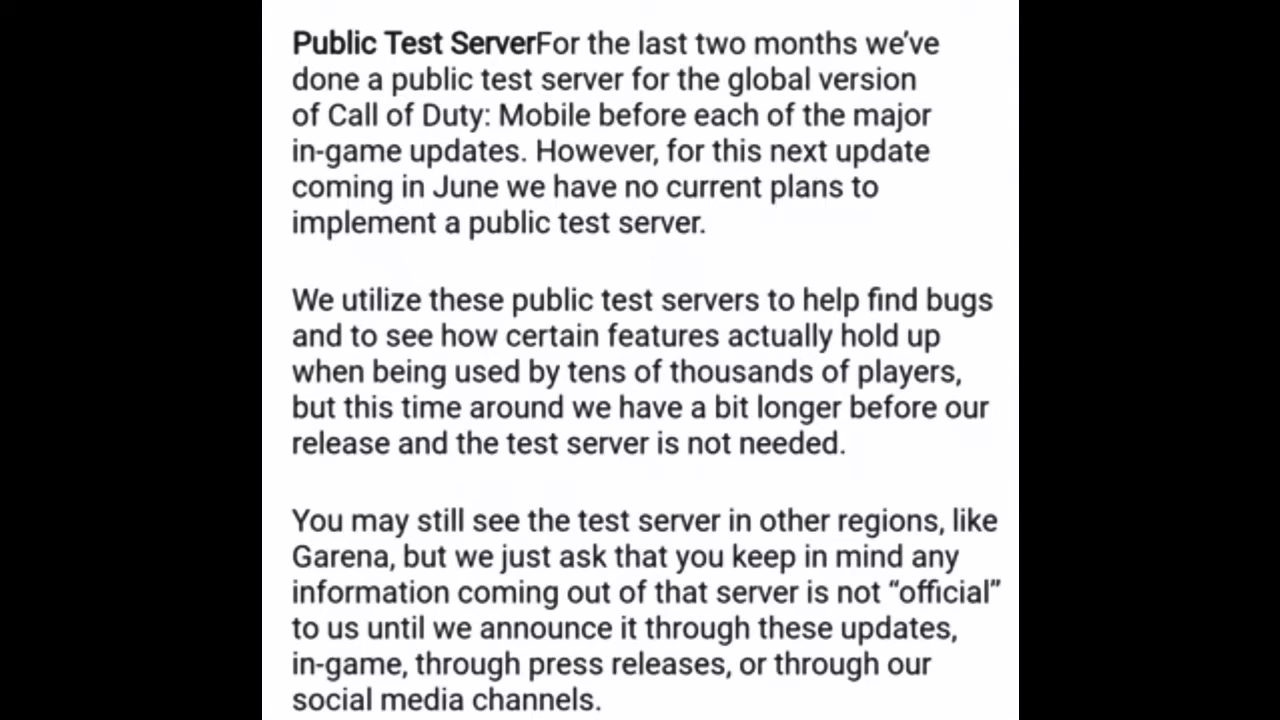 Public Test ServerFor the last two months we’ve
done a public test server for the global version
of Call of Duty: Mobile before each of the major
in-game updates. However, for this next update
coming in June we have no current plans to
implement a public test server.
We utilize these public test servers to help find bugs
and to see how certain features actually hold up
when being used by tens of thousands of players,
but this time around we have a bit longer before our
release and the test server is not needed.
You may still see the test server in other regions, like
Garena, but we just ask that you keep in mind any
information coming out of that server is not “official”
to us until we announce it through these updates,
in-game, through press releases, or through our
social media channels.